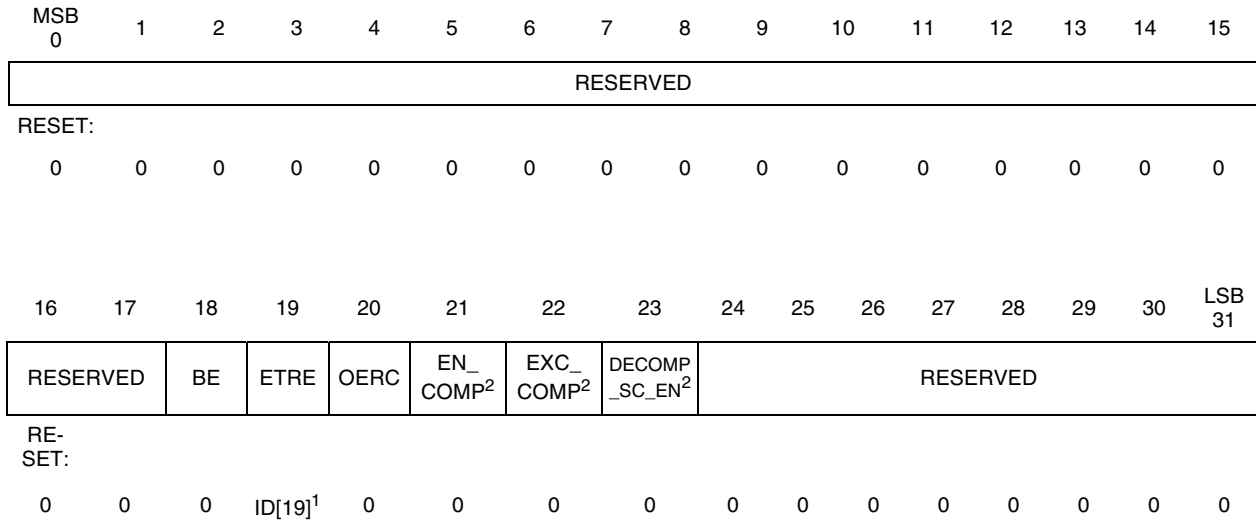 MSB
0 1 2 3 4 5 6 7 8 9 10 11 12 13 14 15
RESERVED
RESET:
0 0 0 0 0 0 0 0 0 0 0 0 0 0 0 0
16 17 18 19 20 21 22 23 24 25 26 27 28 29 30 LSB
31
RESERVED BE ETRE OERC EN_
COMP2 EXC_
COMP2 DECOMP
_SC_EN2 RESERVED
RE-
SET:
0 0 0 ID[19]1 0 0 0 0 0 0 0 0 0 0 0 0